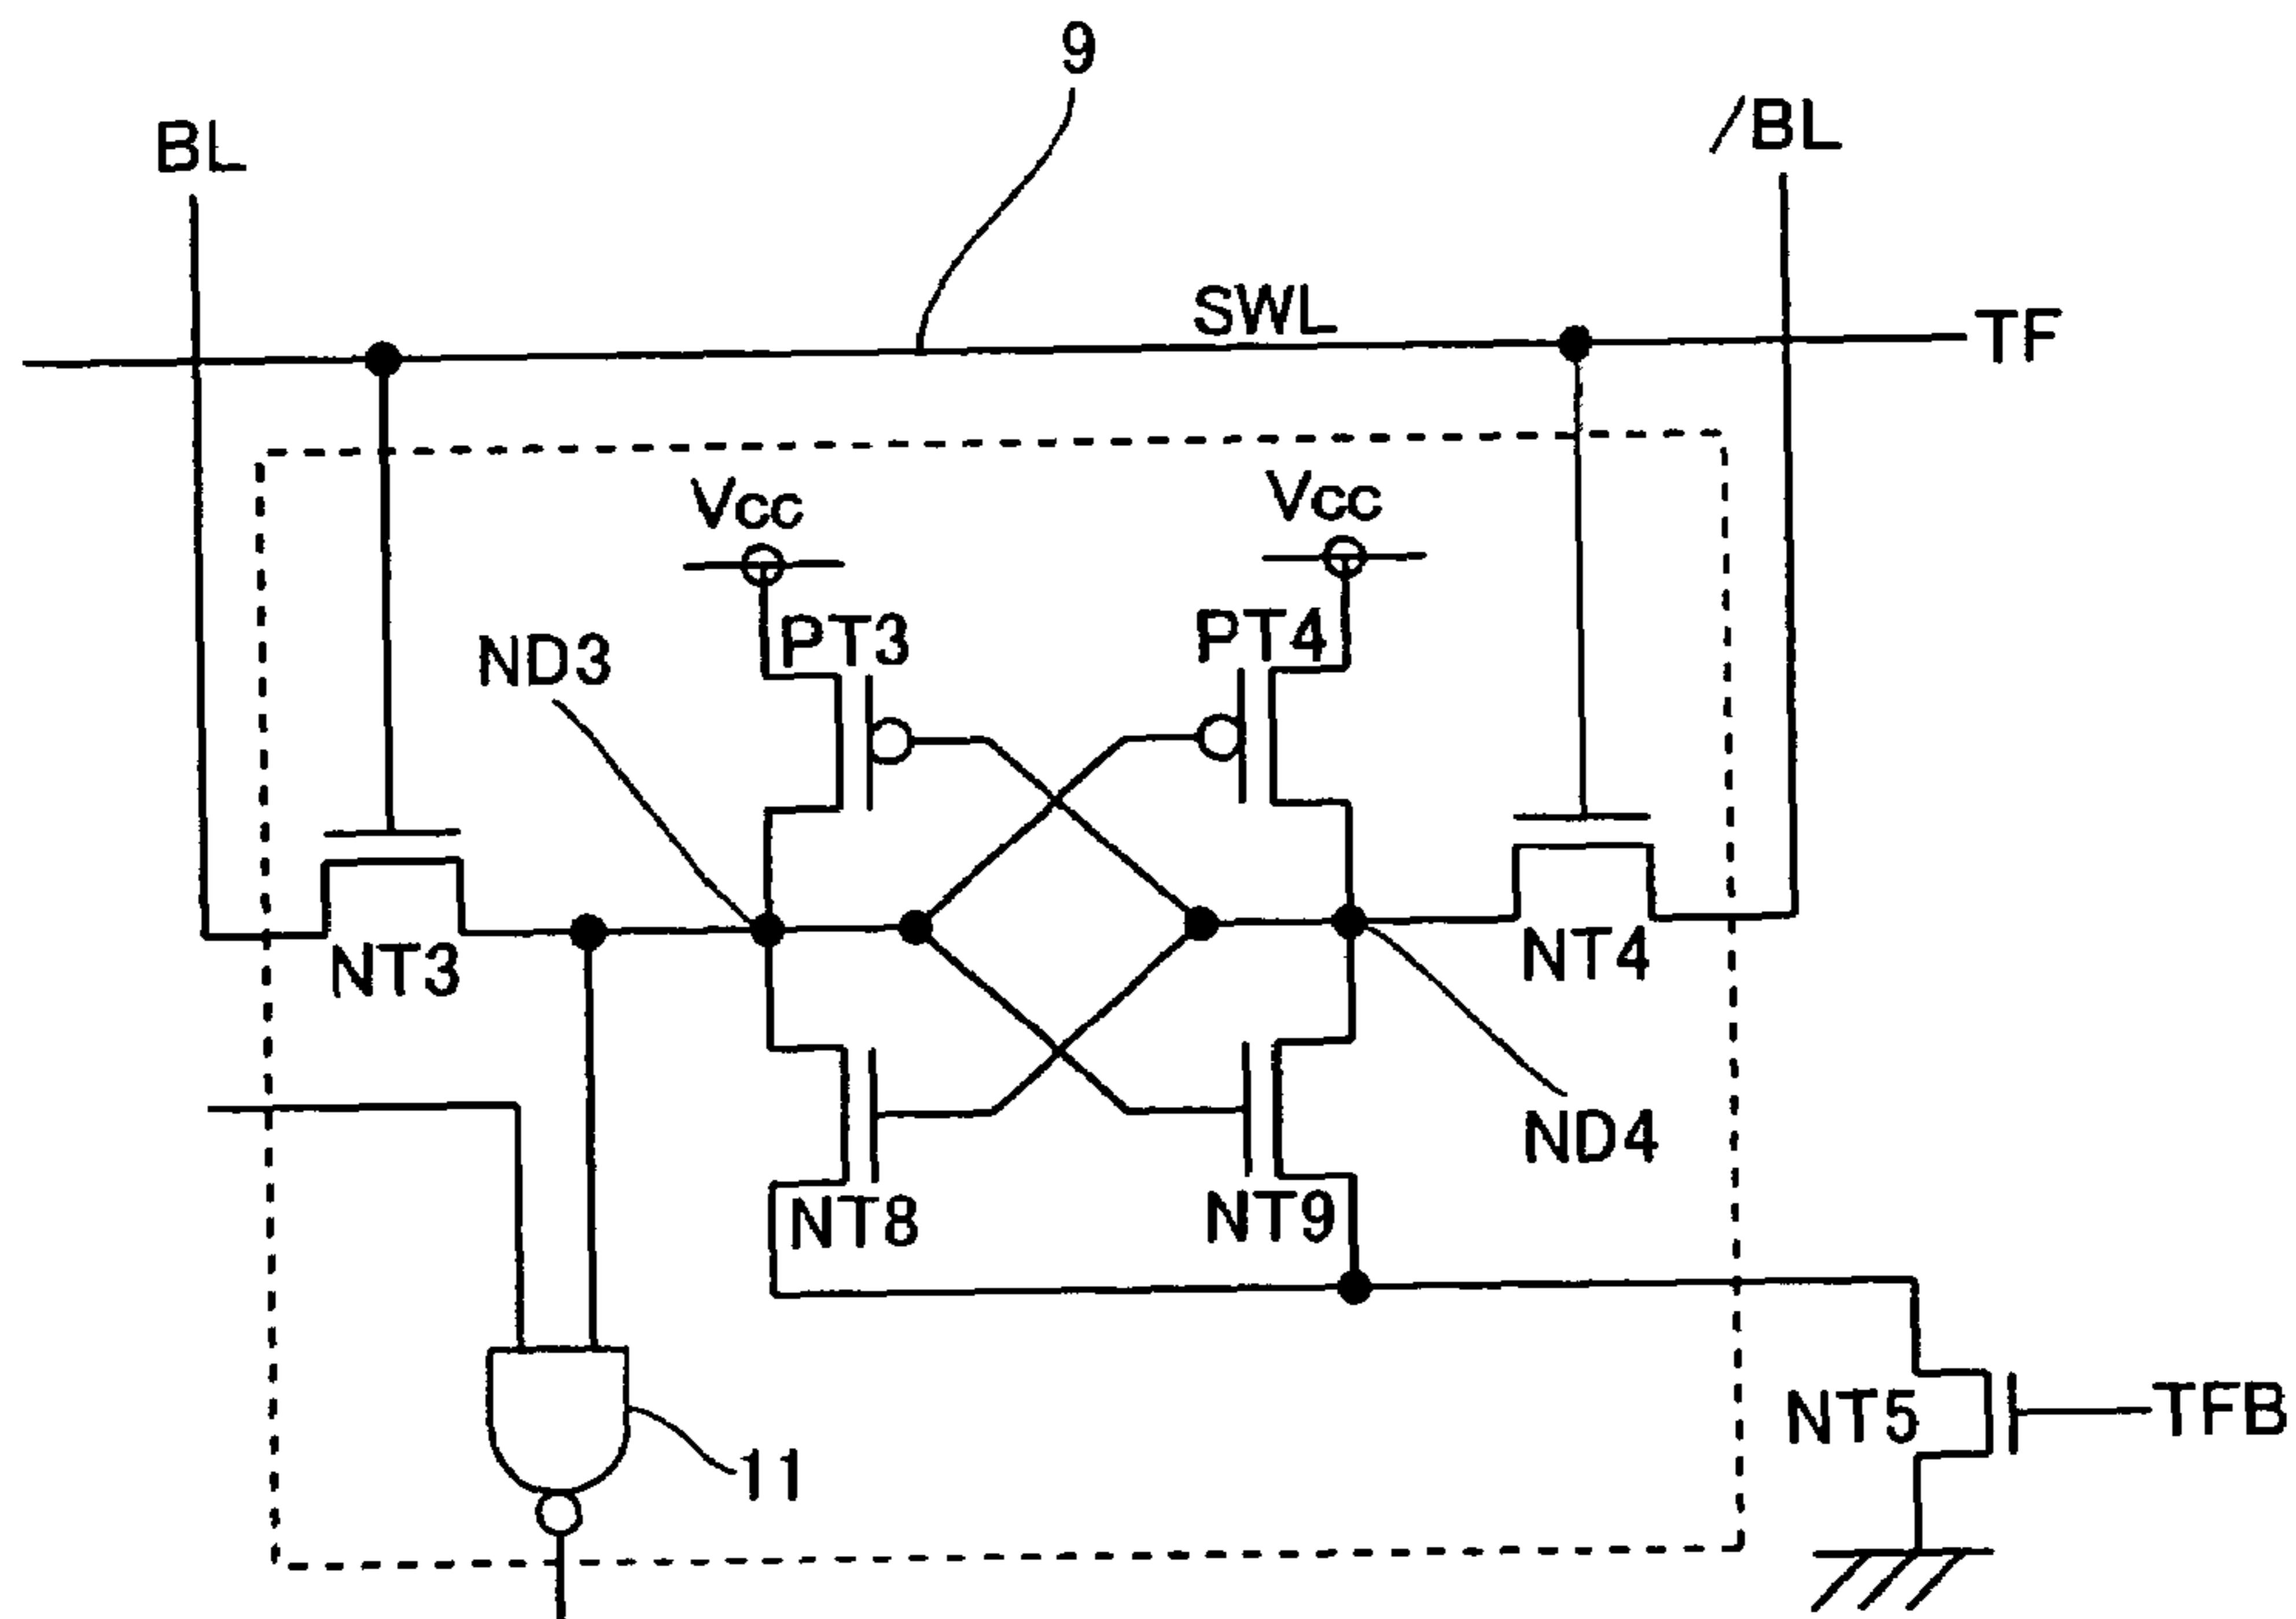 9
BL
/BL
SWL
TF
Vcc
Vcc
PT3
PT4
ND3
NT3
NT4
ND4
NT8
NT9
NT5
TFB
11